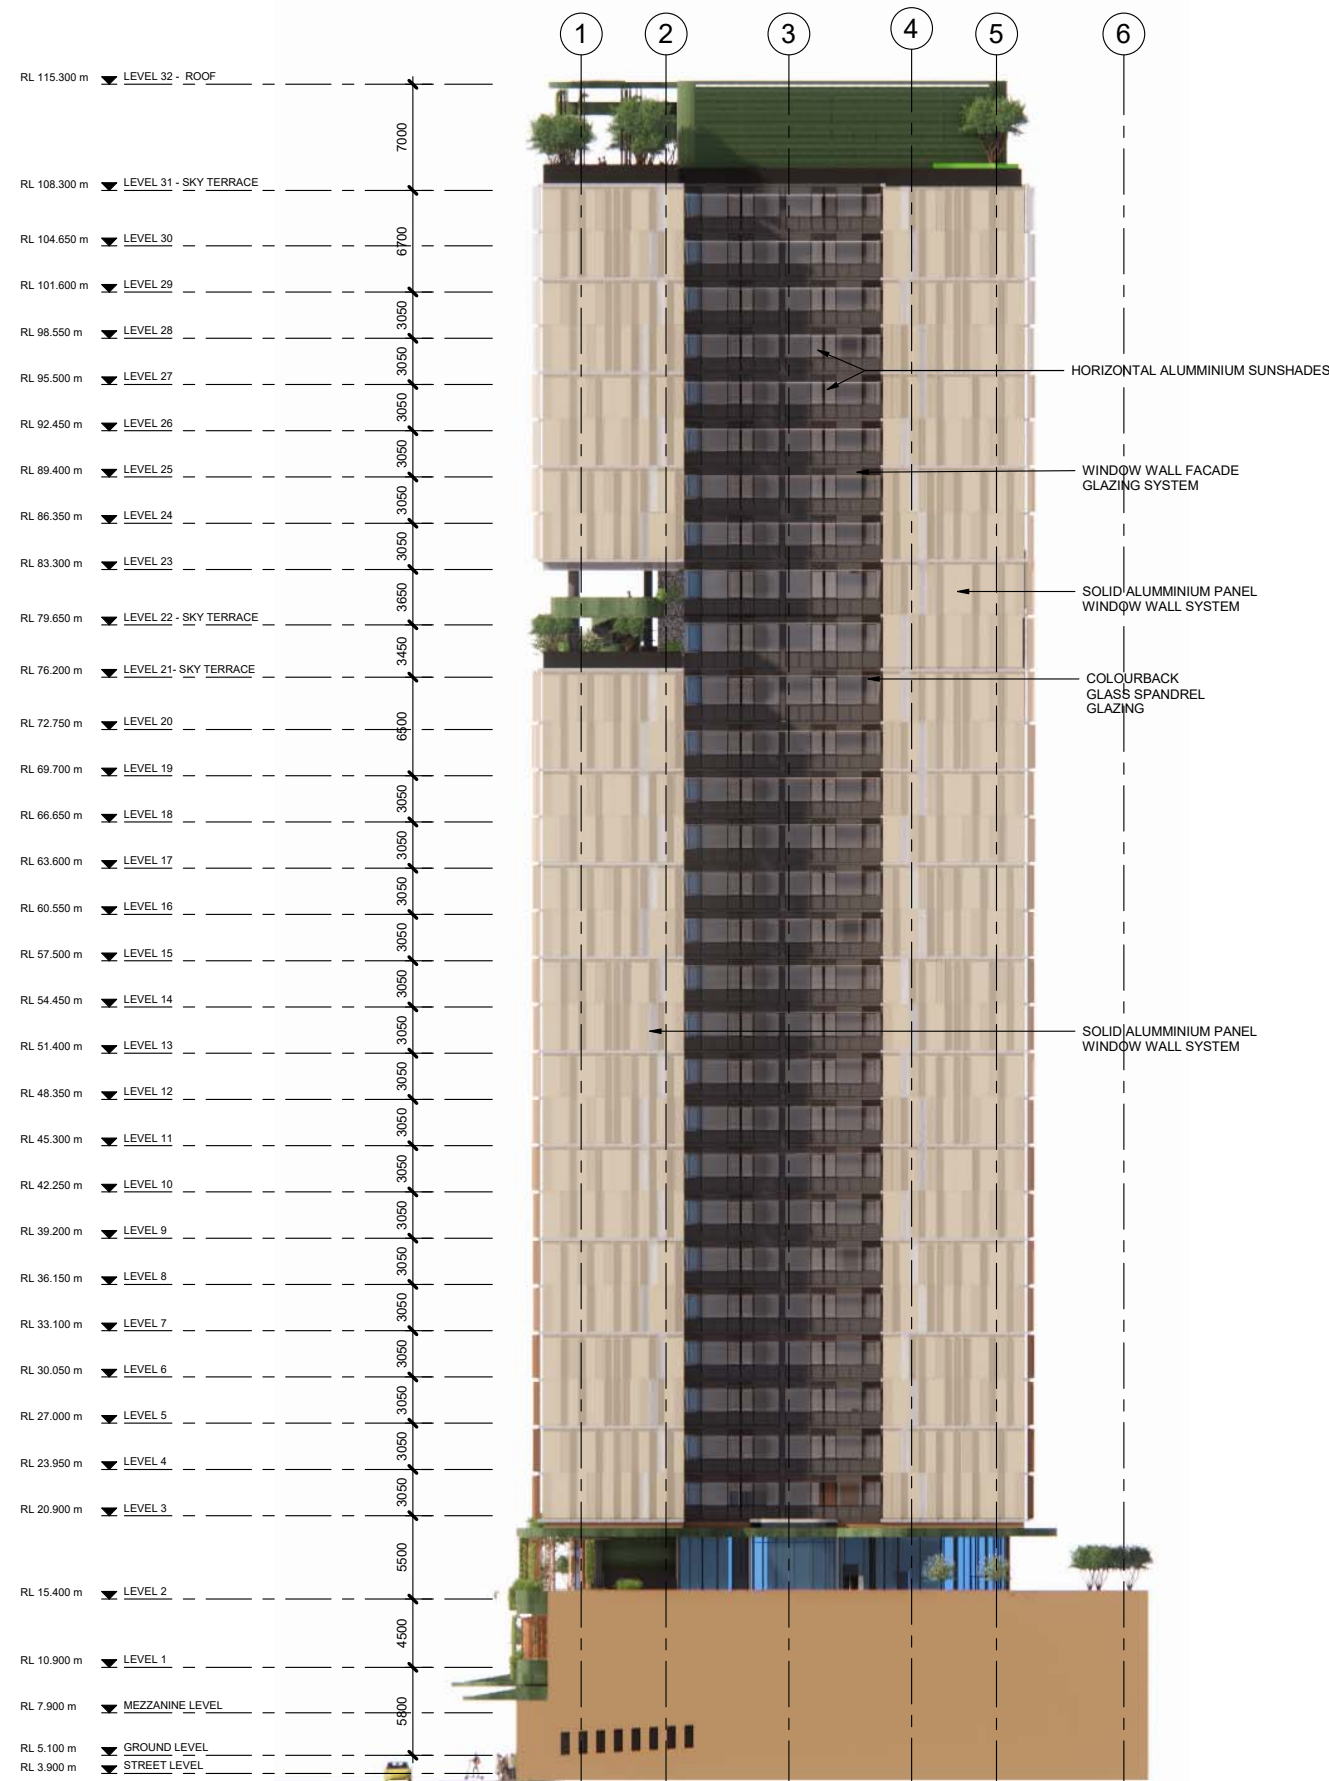 1 2 3 4 5 6
RL 115.300 m LEVEL 32 - ROOF
7000
RL 108.300 m LEVEL 31 - SKY TERRACE
RL 104.650 m LEVEL 30
6700
RL 101.600 m LEVEL 29
3050
RL 98.550 m LEVEL 28
3050
HORIZONTAL ALUMMINIUM SUNSHADES
RL 95.500 m LEVEL 27
3050
RL 92.450 m LEVEL 26
3050
WINDOW WALL FACADE
GLAZING SYSTEM
RL 89.400 m LEVEL 25
3050
RL 86.350 m LEVEL 24
3050
RL 83.300 m LEVEL 23
3650
SOLID ALUMMINIUM PANEL
WINDOW WALL SYSTEM
RL 79.650 m LEVEL 22 - SKY TERRACE
3450
RL 76.200 m LEVEL 21- SKY TERRACE
COLOURBACK
GLASS SPANDREL
GLAZING
RL 72.750 m LEVEL 20
6500
RL 69.700 m LEVEL 19
3050
RL 66.650 m LEVEL 18
3050
RL 63.600 m LEVEL 17
3050
RL 60.550 m LEVEL 16
3050
RL 57.500 m LEVEL 15
3050
RL 54.450 m LEVEL 14
3050
SOLID ALUMMINIUM PANEL
WINDOW WALL SYSTEM
RL 51.400 m LEVEL 13
3050
RL 48.350 m LEVEL 12
3050
RL 45.300 m LEVEL 11
3050
RL 42.250 m LEVEL 10
3050
RL 39.200 m LEVEL 9
3050
RL 36.150 m LEVEL 8
3050
RL 33.100 m LEVEL 7
3050
RL 30.050 m LEVEL 6
3050
RL 27.000 m LEVEL 5
3050
RL 23.950 m LEVEL 4
3050
RL 20.900 m LEVEL 3
5500
RL 15.400 m LEVEL 2
4500
RL 10.900 m LEVEL 1
RL 7.900 m MEZZANINE LEVEL
5800
RL 5.100 m GROUND LEVEL
RL 3.900 m STREET LEVEL